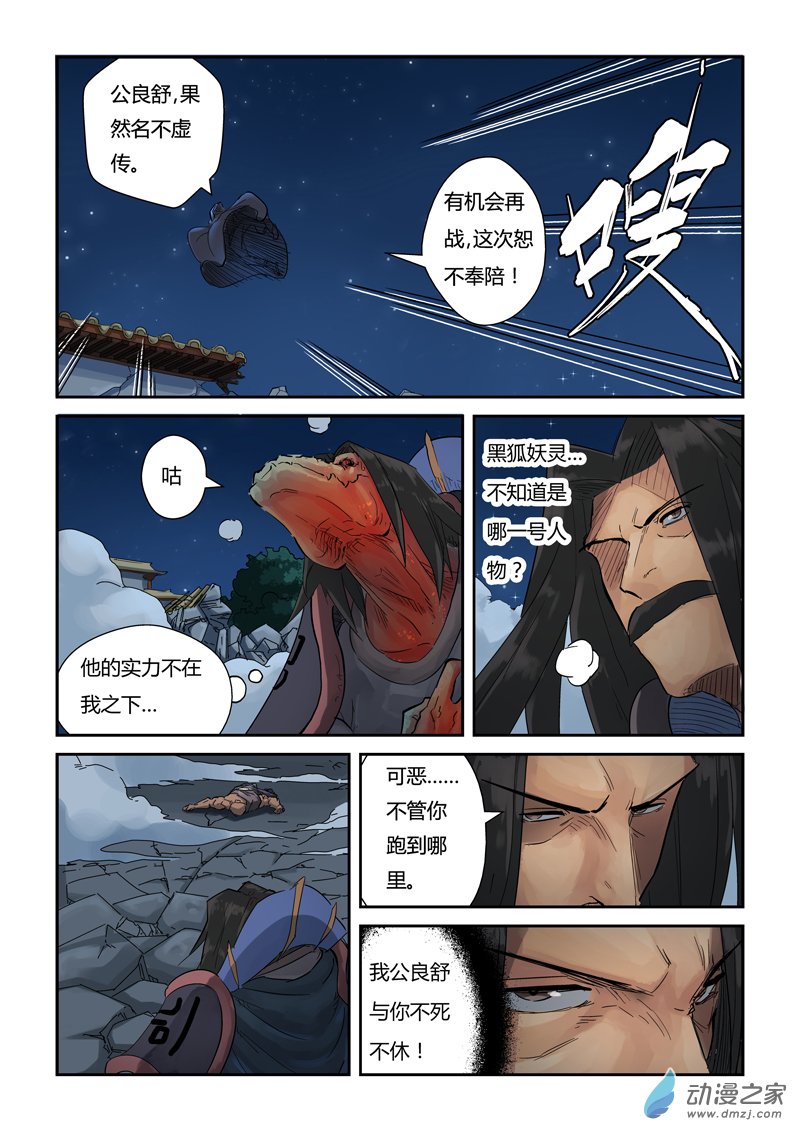 公良舒,果
然名不虚
传。
有机会再
战,这次恕
不奉陪！
嗖
咕
他的实力不在
我之下...
黑狐妖灵...
不知道是
哪一号人
物？
可恶……
不管你
跑到哪
里。
我公良舒
与你不死
不休！
动漫之家
www.dmzj.com